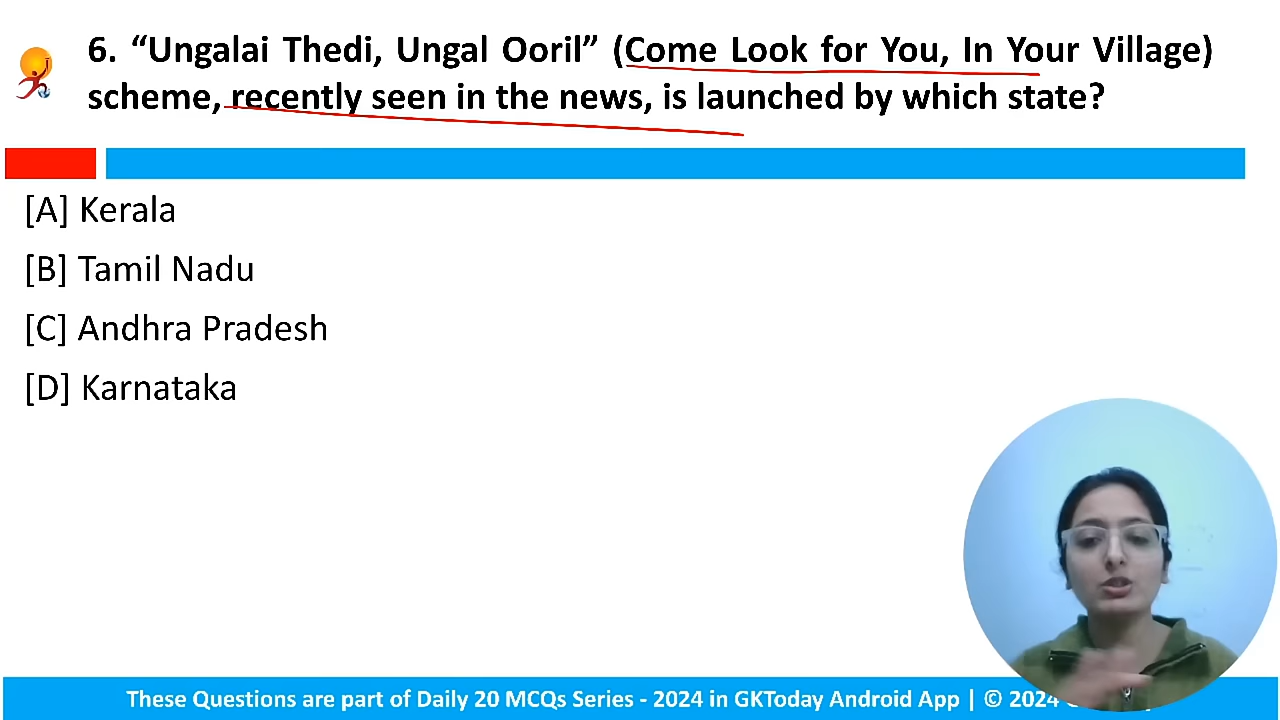 6. “Ungalai Thedi, Ungal Ooril” (Come Look for You, In Your Village)
scheme, recently seen in the news, is launched by which state?
[A] Kerala
[B] Tamil Nadu
[C] Andhra Pradesh
[D] Karnataka
These Questions are part of Daily 20 MCQs Series - 2024 in GKToday Android App | © 2024